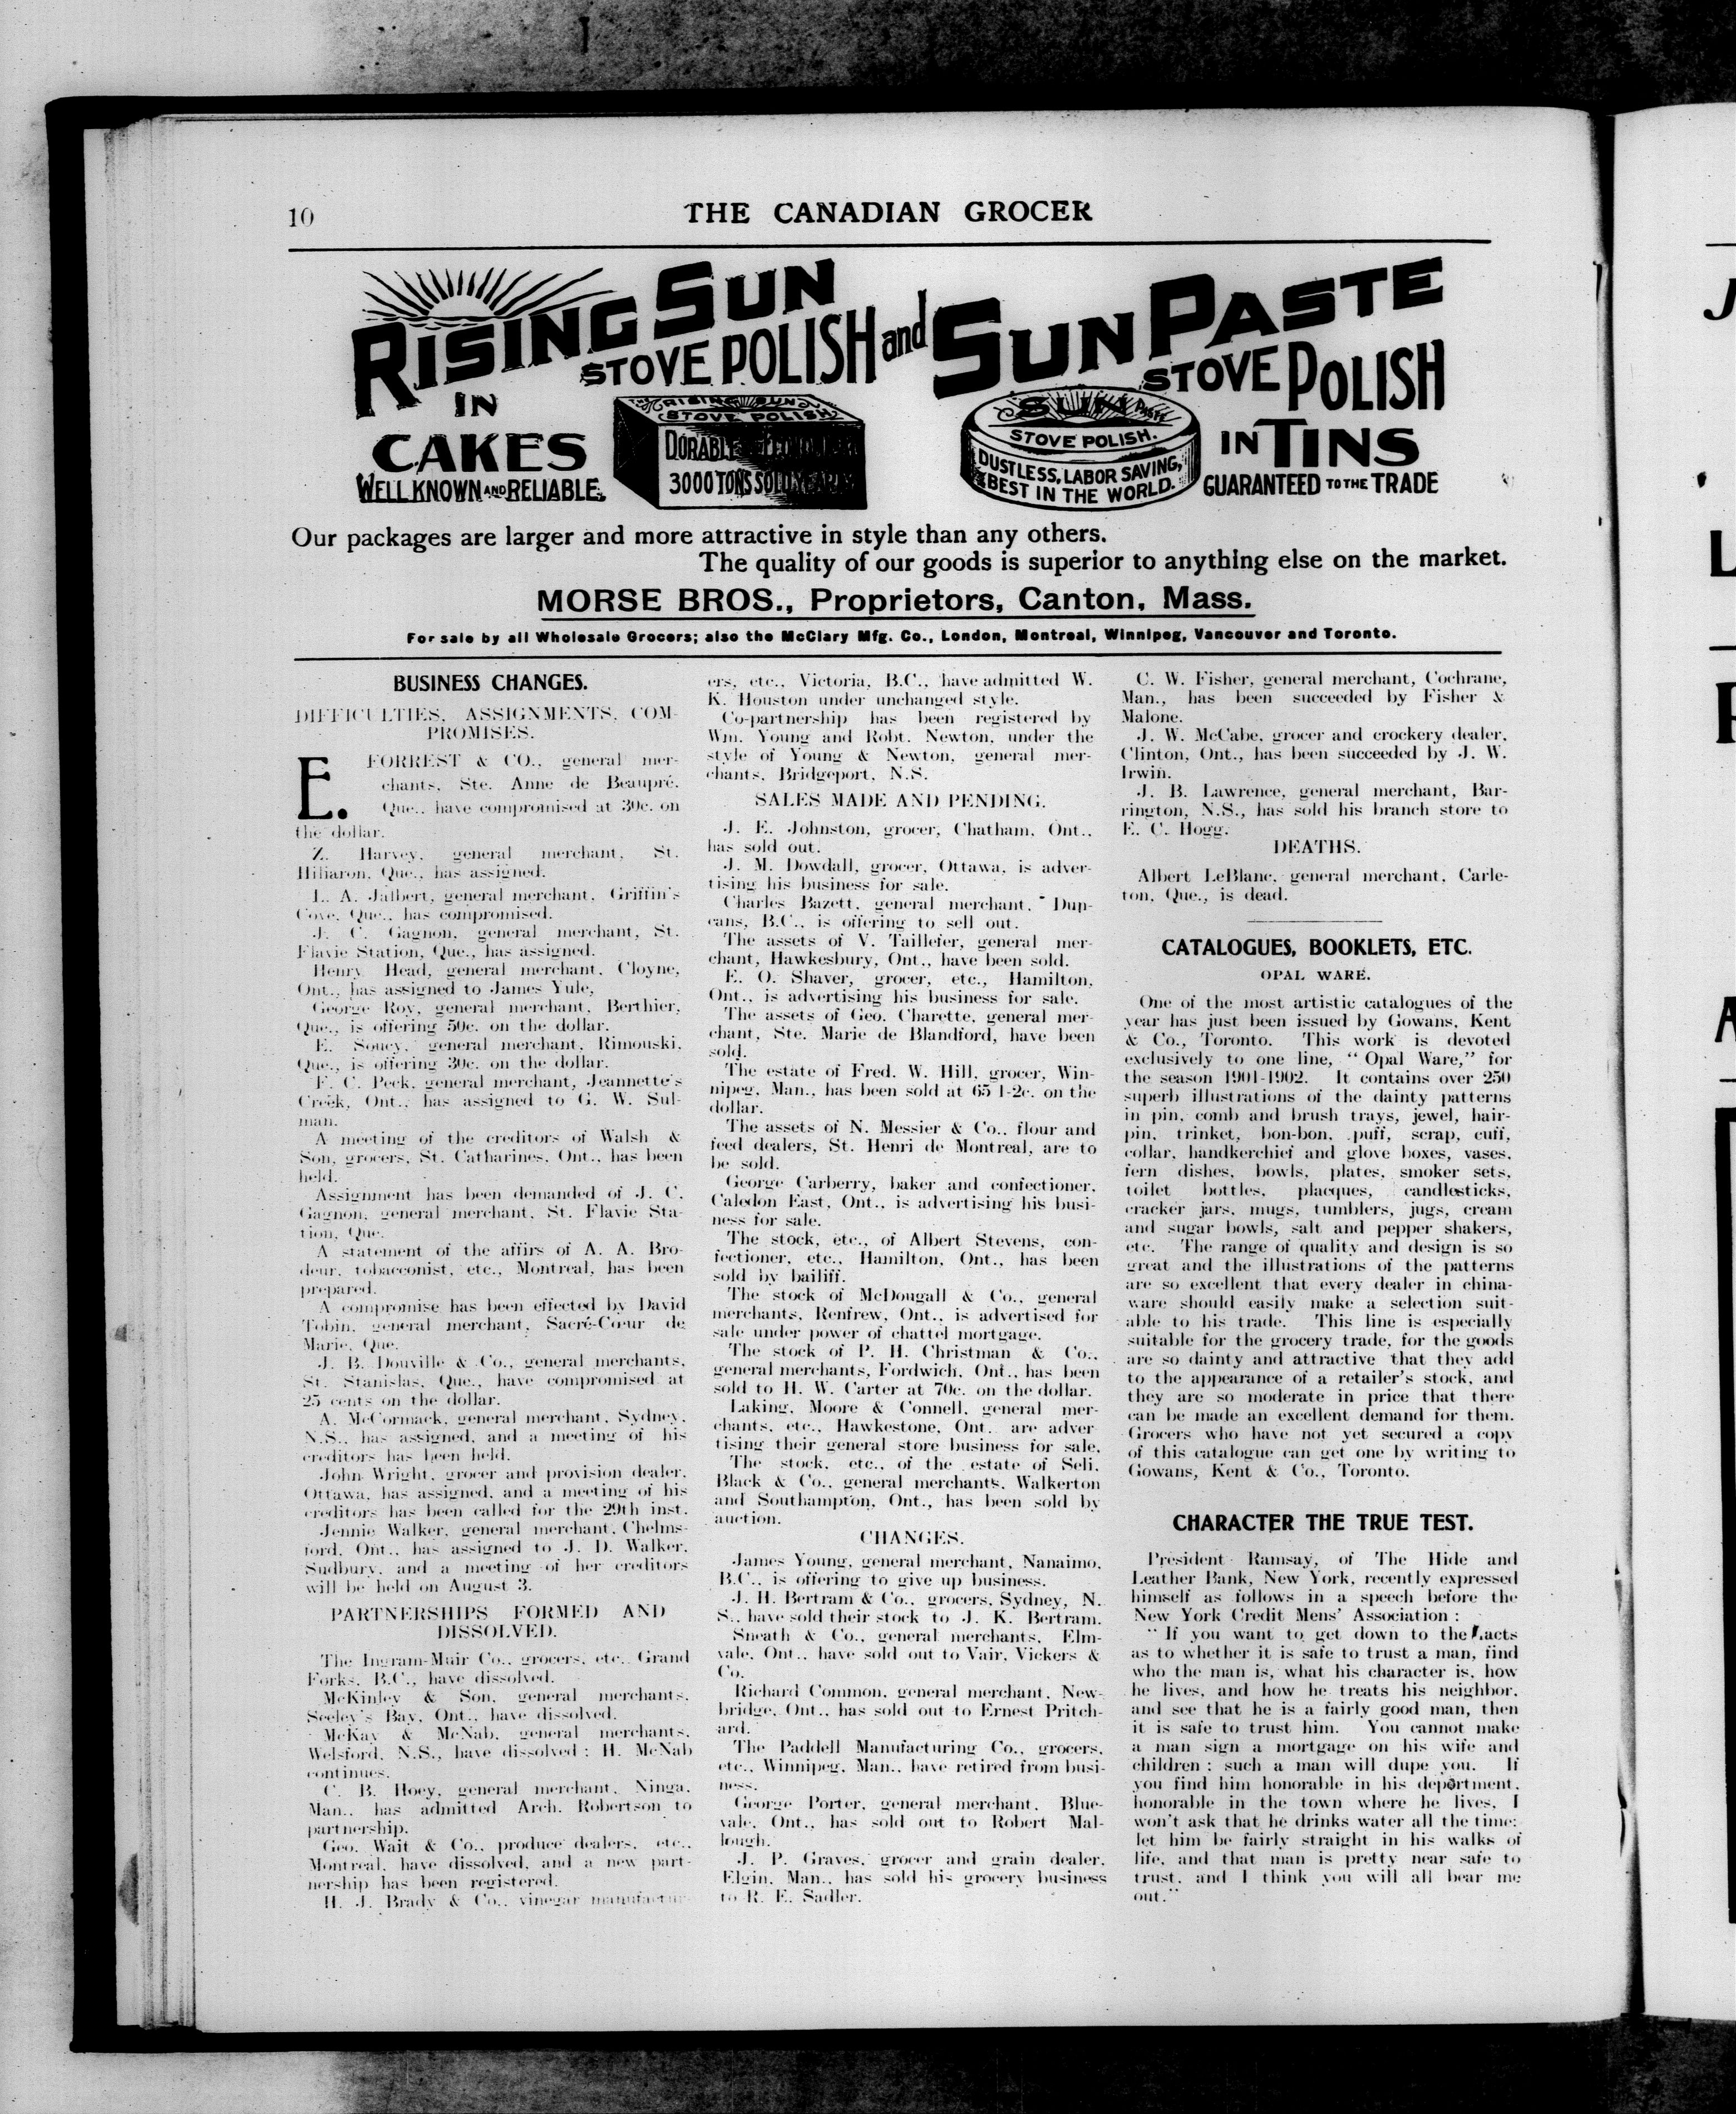 10
THE CANADIAN GROCER
RISING SUN
STOVE POLISH and SUN PASTE
STOVE POLISH
IN
CAKES
WELL KNOWN AND RELIABLE.
THE RISING SUN
STOVE POLISH
DURABLE
3000 TONS SOLD YEARLY
SUN PASTE
STOVE POLISH.
DUSTLESS, LABOR SAVING,
BEST IN THE WORLD.
IN TINS
GUARANTEED TO THE TRADE
Our packages are larger and more attractive in style than any others.
The quality of our goods is superior to anything else on the market.
MORSE BROS., Proprietors, Canton, Mass.
For sale by all Wholesale Grocers; also the McClary Mfg. Co., London, Montreal, Winnipeg, Vancouver and Toronto.
BUSINESS CHANGES.
DIFFICULTIES, ASSIGNMENTS, COM-
PROMISES.
E. FORREST & CO., general mer-
chants, Ste. Anne de Beaupré,
Que., have compromised at 30c. on
the dollar.
Z. Harvey, general merchant, St.
Hiliaron, Que., has assigned.
L. A. Jalbert, general merchant, Griffin's
Cove, Que., has compromised.
J. C. Gagnon, general merchant, St.
Flavie Station, Que., has assigned.
Henry Head, general merchant, Cloyne,
Ont., has assigned to James Yule,
George Roy, general merchant, Berthier,
Que., is offering 50c. on the dollar.
E. Soucy, general merchant, Rimouski,
Que., is offering 30c. on the dollar.
F. C. Peck, general merchant, Jeannette's
Creek, Ont., has assigned to G. W. Sul-
man.
A meeting of the creditors of Walsh &
Son, grocers, St. Catharines, Ont., has been
held.
Assignment has been demanded of J. C.
Gagnon, general merchant, St. Flavie Sta-
tion, Que.
A statement of the affirs of A. A. Bro-
deur, tobacconist, etc., Montreal, has been
prepared.
A compromise has been effected by David
Tobin, general merchant, Sacré-Cœur de
Marie, Que.
J. B. Douville & Co., general merchants,
St. Stanislas, Que., have compromised at
25 cents on the dollar.
A. McCormack, general merchant, Sydney,
N.S., has assigned, and a meeting of his
creditors has been held.
John Wright, grocer and provision dealer,
Ottawa, has assigned, and a meeting of his
creditors has been called for the 29th inst.
Jennie Walker, general merchant, Chelms-
ford, Ont., has assigned to J. D. Walker,
Sudbury, and a meeting of her creditors
will be held on August 3.
PARTNERSHIPS FORMED AND
DISSOLVED.
The Ingram-Muir Co., grocers, etc., Grand
Forks, B.C., have dissolved.
McKinley & Son, general merchants,
Seeley's Bay, Ont., have dissolved.
McKay & McNab, general merchants,
Welsford, N.S., have dissolved; H. McNab
continues.
C. B. Hoey, general merchant, Ninga,
Man., has admitted Arch. Robertson to
partnership.
Geo. Wait & Co., produce dealers, etc.,
Montreal, have dissolved, and a new part-
nership has been registered.
H. J. Brady & Co., vinegar manufactur-
ers, etc., Victoria, B.C., have admitted W.
K. Houston under unchanged style.
Co-partnership has been registered by
Wm. Young and Robt. Newton, under the
style of Young & Newton, general mer-
chants, Bridgeport, N.S.
SALES MADE AND PENDING.
J. E. Johnston, grocer, Chatham, Ont.,
has sold out.
J. M. Dowdall, grocer, Ottawa, is adver-
tising his business for sale.
Charles Bazett, general merchant, Dun-
cans, B.C., is offering to sell out.
The assets of V. Taillefer, general mer-
chant, Hawkesbury, Ont., have been sold.
E. O. Shaver, grocer, etc., Hamilton,
Ont., is advertising his business for sale.
The assets of Geo. Charette, general mer-
chant, Ste. Marie de Blandford, have been
sold.
The estate of Fred. W. Hill, grocer, Win-
nipeg, Man., has been sold at 65 1-2c. on the
dollar.
The assets of N. Messier & Co., flour and
feed dealers, St. Henri de Montreal, are to
be sold.
George Carberry, baker and confectioner,
Caledon East, Ont., is advertising his busi-
ness for sale.
The stock, etc., of Albert Stevens, con-
fectioner, etc., Hamilton, Ont., has been
sold by bailiff.
The stock of McDougall & Co., general
merchants, Renfrew, Ont., is advertised for
sale under power of chattel mortgage.
The stock of P. H. Christman & Co.,
general merchants, Fordwich, Ont., has been
sold to H. W. Carter at 70c. on the dollar.
Laking, Moore & Connell, general mer-
chants, etc., Hawkestone, Ont. are adver
tising their general store business for sale.
The stock, etc., of the estate of Seli.
Black & Co., general merchants, Walkerton
and Southampton, Ont., has been sold by
auction.
CHANGES.
James Young, general merchant, Nanaimo,
B.C., is offering to give up business.
J. H. Bertram & Co., grocers, Sydney, N.
S., have sold their stock to J. K. Bertram.
Sneath & Co., general merchants, Elm-
vale, Ont., have sold out to Vair, Vickers &
Co.
Richard Common, general merchant, New-
bridge, Ont., has sold out to Ernest Pritch-
ard.
The Paddell Manufacturing Co., grocers,
etc., Winnipeg, Man., have retired from busi-
ness.
George Porter, general merchant, Blue-
vale, Ont., has sold out to Robert Mal-
lough.
J. P. Graves, grocer and grain dealer,
Elgin, Man., has sold his grocery business
to R. E. Sadler.
C. W. Fisher, general merchant, Cochrane,
Man., has been succeeded by Fisher &
Malone.
J. W. McCabe, grocer and crockery dealer,
Clinton, Ont., has been succeeded by J. W.
Irwin.
J. B. Lawrence, general merchant, Bar-
rington, N.S., has sold his branch store to
E. C. Hogg.
DEATHS.
Albert LeBlanc, general merchant, Carle-
ton, Que., is dead.
CATALOGUES, BOOKLETS, ETC.
OPAL WARE.
One of the most artistic catalogues of the
year has just been issued by Gowans, Kent
& Co., Toronto. This work is devoted
exclusively to one line, "Opal Ware," for
the season 1901-1902. It contains over 250
superb illustrations of the dainty patterns
in pin, comb and brush trays, jewel, hair-
pin, trinket, bon-bon, puff, scrap, cuff,
collar, handkerchief and glove boxes, vases,
fern dishes, bowls, plates, smoker sets,
toilet bottles, placques, candlesticks,
cracker jars, mugs, tumblers, jugs, cream
and sugar bowls, salt and pepper shakers,
etc. The range of quality and design is so
great and the illustrations of the patterns
are so excellent that every dealer in china-
ware should easily make a selection suit-
able to his trade. This line is especially
suitable for the grocery trade, for the goods
are so dainty and attractive that they add
to the appearance of a retailer's stock, and
they are so moderate in price that there
can be made an excellent demand for them.
Grocers who have not yet secured a copy
of this catalogue can get one by writing to
Gowans, Kent & Co., Toronto.
CHARACTER THE TRUE TEST.
President Ramsay, of The Hide and
Leather Bank, New York, recently expressed
himself as follows in a speech before the
New York Credit Mens' Association :
"If you want to get down to the facts
as to whether it is safe to trust a man, find
who the man is, what his character is, how
he lives, and how he treats his neighbor,
and see that he is a fairly good man, then
it is safe to trust him. You cannot make
a man sign a mortgage on his wife and
children ; such a man will dupe you. If
you find him honorable in his deportment,
honorable in the town where he lives, I
won't ask that he drinks water all the time;
let him be fairly straight in his walks of
life, and that man is pretty near safe to
trust, and I think you will all bear me
out."